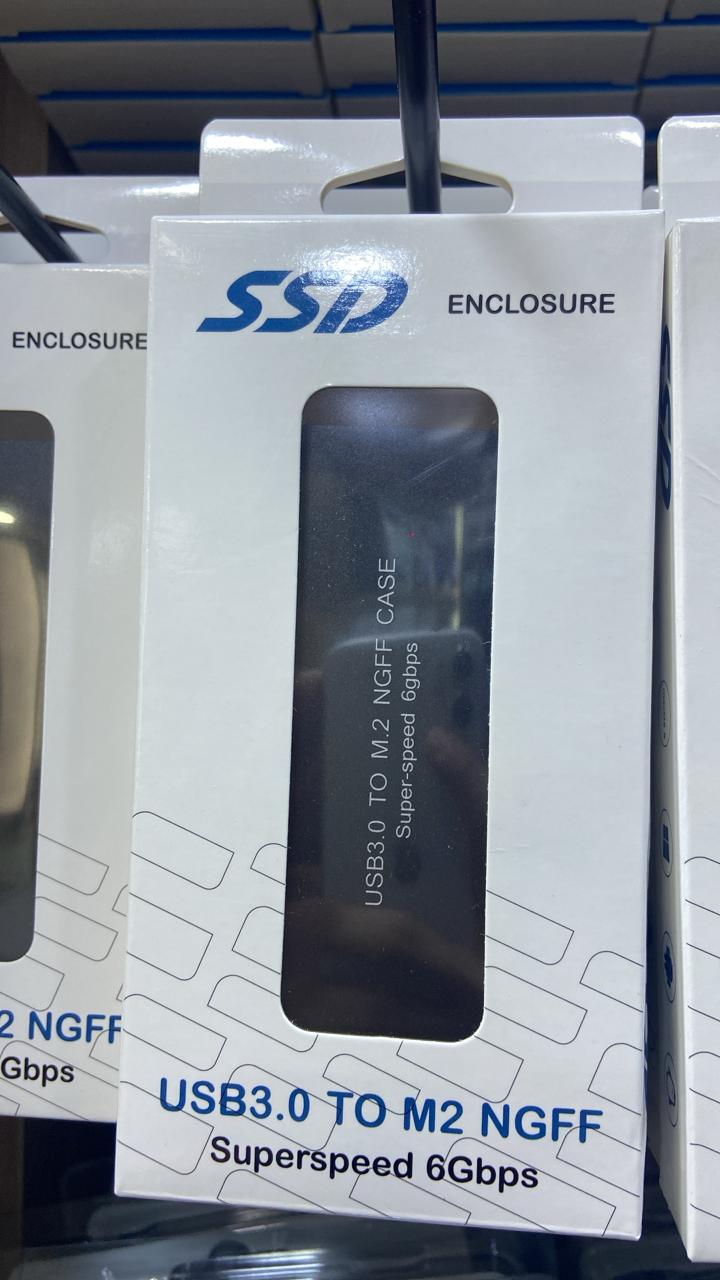 SSD ENCLOSURE
USB3.0 TO M.2 NGFF CASE
Super-speed 6gbps
USB3.0 TO M2 NGFF
Superspeed 6Gbps
ENCLOSURE
2 NGFF
Gbps
SSD